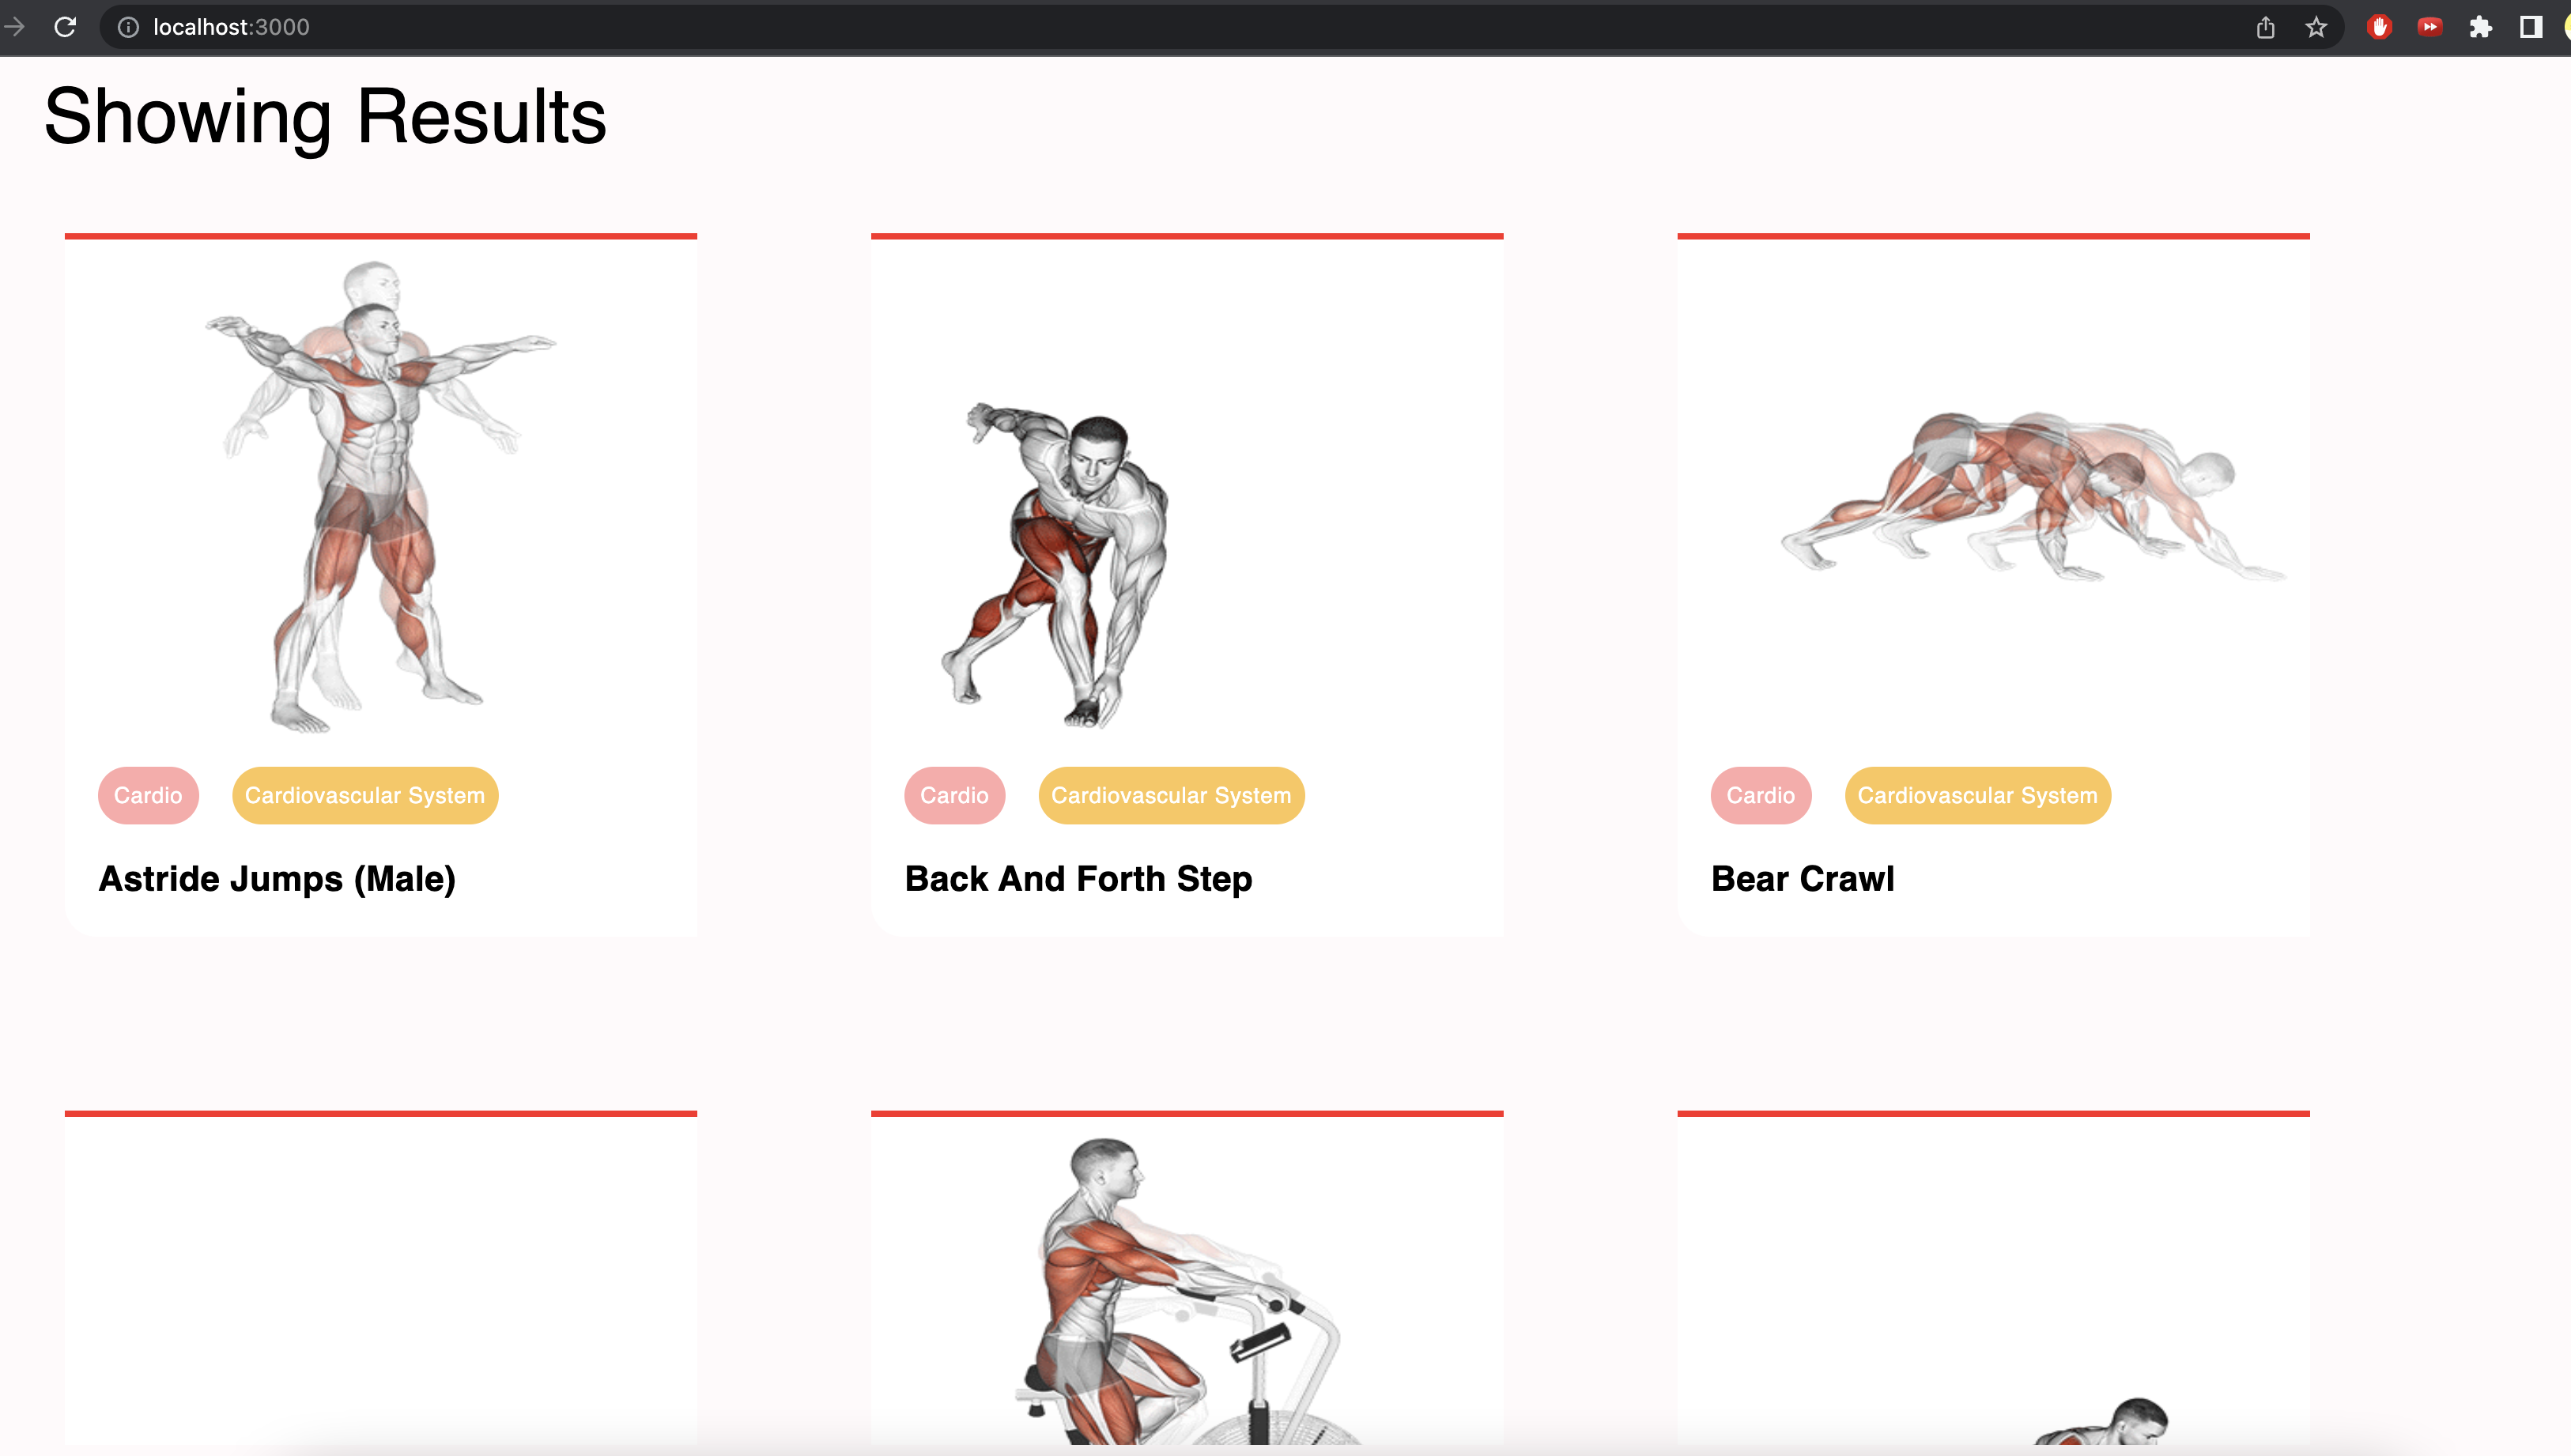 localhost:3000
Showing Results
Cardio Cardiovascular System
Astride Jumps (Male)
Cardio Cardiovascular System
Back And Forth Step
Cardio Cardiovascular System
Bear Crawl